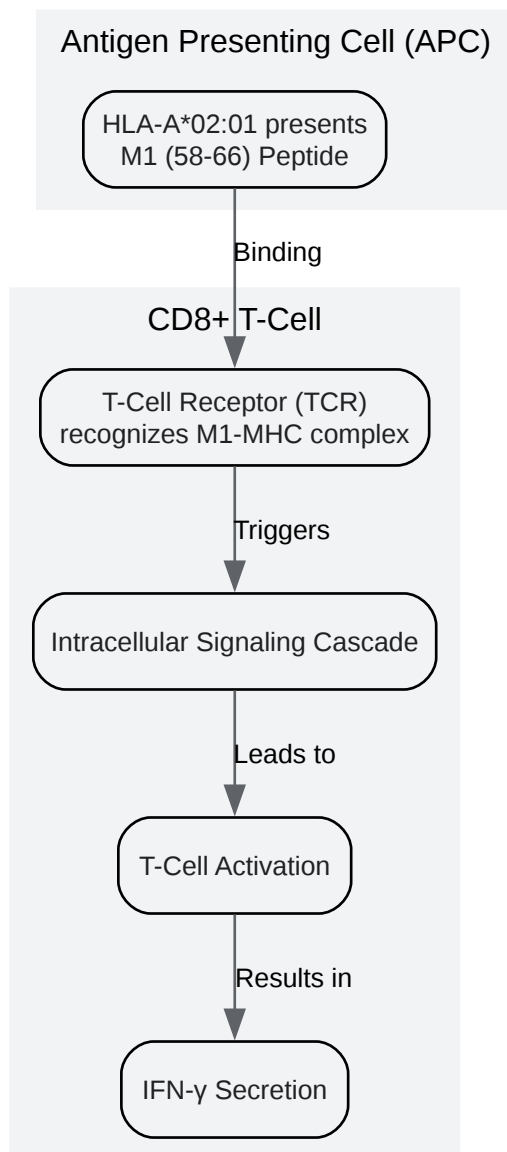 Antigen Presenting Cell (APC)
HLA-A*02:01 presents
M1 (58-66) Peptide
Binding
CD8+ T-Cell
T-Cell Receptor (TCR)
recognizes M1-MHC complex
Triggers
Intracellular Signaling Cascade
Leads to
T-Cell Activation
Results in
IFN-γ Secretion